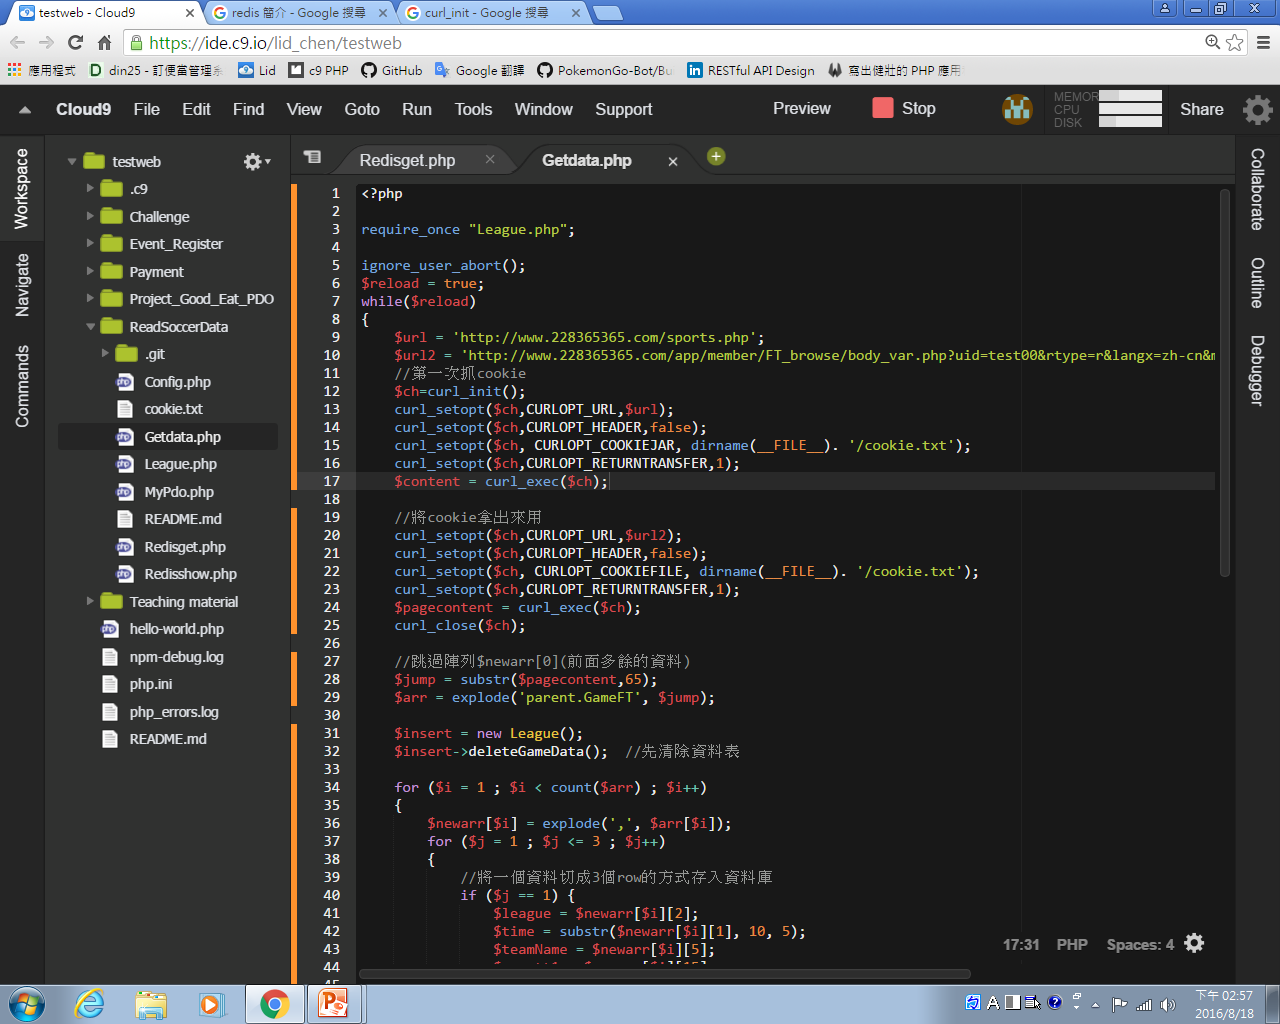 testweb - Cloud9
redis 簡介 - Google 搜尋
curl_init - Google 搜尋
https://ide.c9.io/lid_chen/testweb
應用程式
din25 - 訂便當管理系
Lid
c9 PHP
GitHub
Google 翻譯
PokemonGo-Bot/Bu
RESTful API Design
寫出健壯的 PHP 應用
Cloud9 File Edit Find View Goto Run Tools Window Support
Preview
Stop
MEMOR
CPU
DISK
Share
Workspace
Navigate
Commands
testweb
.c9
Challenge
Event_Register
Payment
Project_Good_Eat_PDO
ReadSoccerData
.git
Config.php
cookie.txt
Getdata.php
League.php
MyPdo.php
README.md
Redisget.php
Redisshow.php
Teaching material
hello-world.php
npm-debug.log
php.ini
php_errors.log
README.md
Redisget.php
Getdata.php
1 <?php
2
3 require_once "League.php";
4
5 ignore_user_abort();
6 $reload = true;
7 while($reload)
8 {
9 $url = 'http://www.228365365.com/sports.php';
10 $url2 = 'http://www.228365365.com/app/member/FT_browse/body_var.php?uid=test00&rtype=r&langx=zh-cn&m
11 //第一次抓cookie
12 $ch=curl_init();
13 curl_setopt($ch,CURLOPT_URL,$url);
14 curl_setopt($ch,CURLOPT_HEADER,false);
15 curl_setopt($ch, CURLOPT_COOKIEJAR, dirname(__FILE__). '/cookie.txt');
16 curl_setopt($ch,CURLOPT_RETURNTRANSFER,1);
17 $content = curl_exec($ch);
18
19 //將cookie拿出來用
20 curl_setopt($ch,CURLOPT_URL,$url2);
21 curl_setopt($ch,CURLOPT_HEADER,false);
22 curl_setopt($ch, CURLOPT_COOKIEFILE, dirname(__FILE__). '/cookie.txt');
23 curl_setopt($ch,CURLOPT_RETURNTRANSFER,1);
24 $pagecontent = curl_exec($ch);
25 curl_close($ch);
26
27 //跳過陣列$newarr[0](前面多餘的資料)
28 $jump = substr($pagecontent,65);
29 $arr = explode('parent.GameFT', $jump);
30
31 $insert = new League();
32 $insert->deleteGameData(); //先清除資料表
33
34 for ($i = 1 ; $i < count($arr) ; $i++)
35 {
36 $newarr[$i] = explode(',', $arr[$i]);
37 for ($j = 1 ; $j <= 3 ; $j++)
38 {
39 //將一個資料切成3個row的方式存入資料庫
40 if ($j == 1) {
41 $league = $newarr[$i][2];
42 $time = substr($newarr[$i][1], 10, 5);
43 $teamName = $newarr[$i][5];
44
17:31 PHP Spaces: 4
Collaborate
Outline
Debugger
下午 02:57
2016/8/18